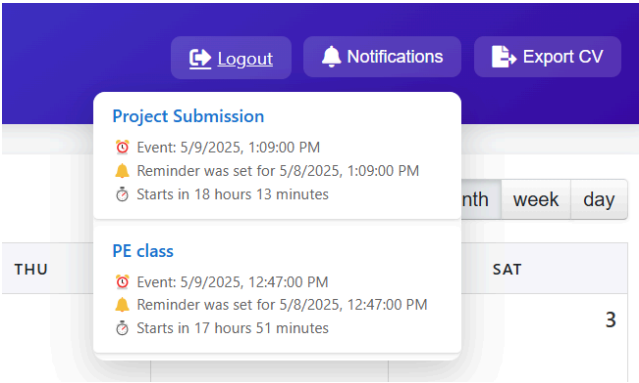 Logout
Notifications
Export CV
Project Submission
Event: 5/9/2025, 1:09:00 PM
Reminder was set for 5/8/2025, 1:09:00 PM
Starts in 18 hours 13 minutes
nth
week
day
PE class
Event: 5/9/2025, 12:47:00 PM
Reminder was set for 5/8/2025, 12:47:00 PM
Starts in 17 hours 51 minutes
THU
SAT
3